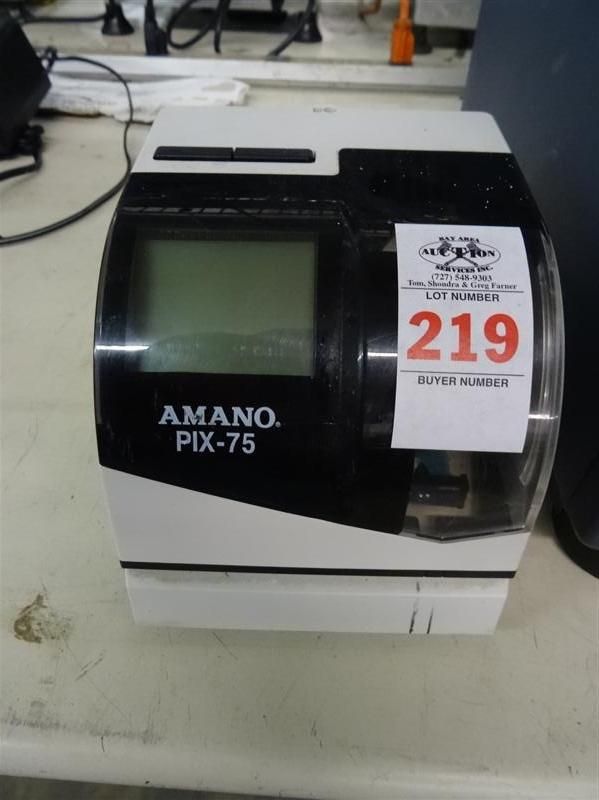 AMANO®
PIX-75
BAY AREA
AUCTION
SERVICES INC.
(727) 548-9303
Tom, Shondra & Greg Farner
LOT NUMBER
219
BUYER NUMBER